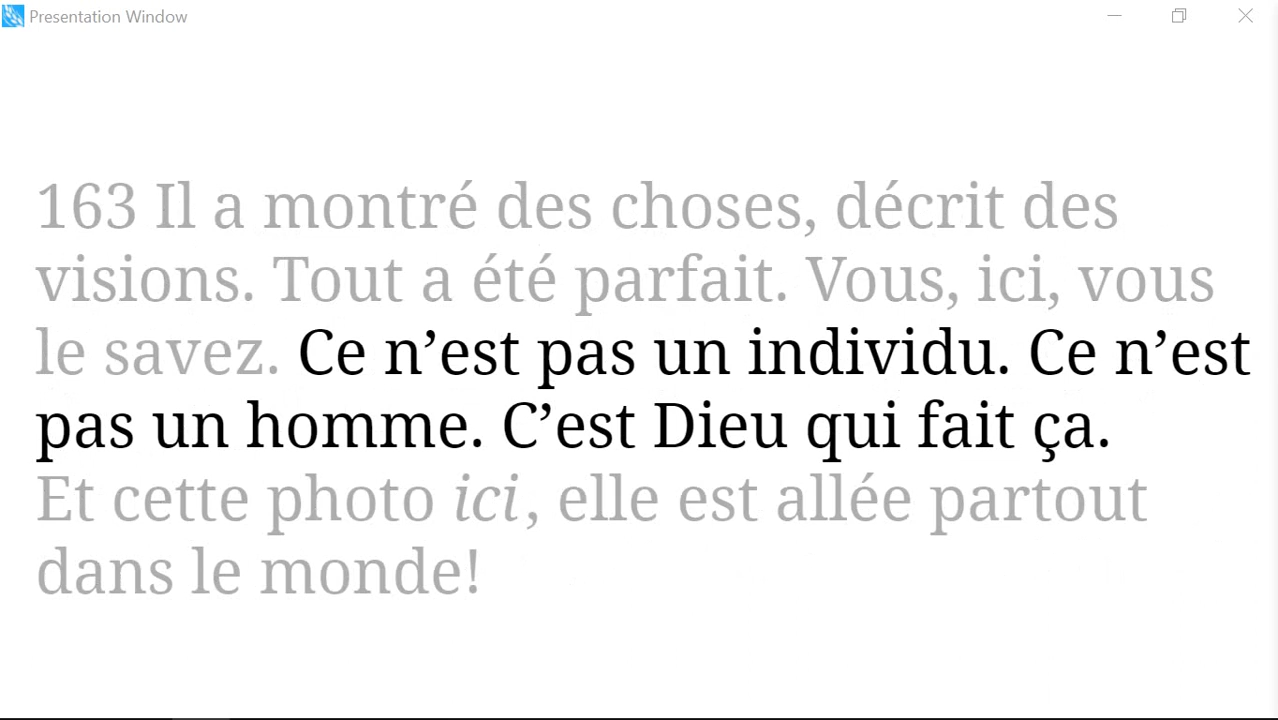 Presentation Window
163 Il a montré des choses, décrit des
visions. Tout a été parfait. Vous, ici, vous
le savez. Ce n’est pas un individu. Ce n’est
pas un homme. C’est Dieu qui fait ça.
Et cette photo ici, elle est allée partout
dans le monde!